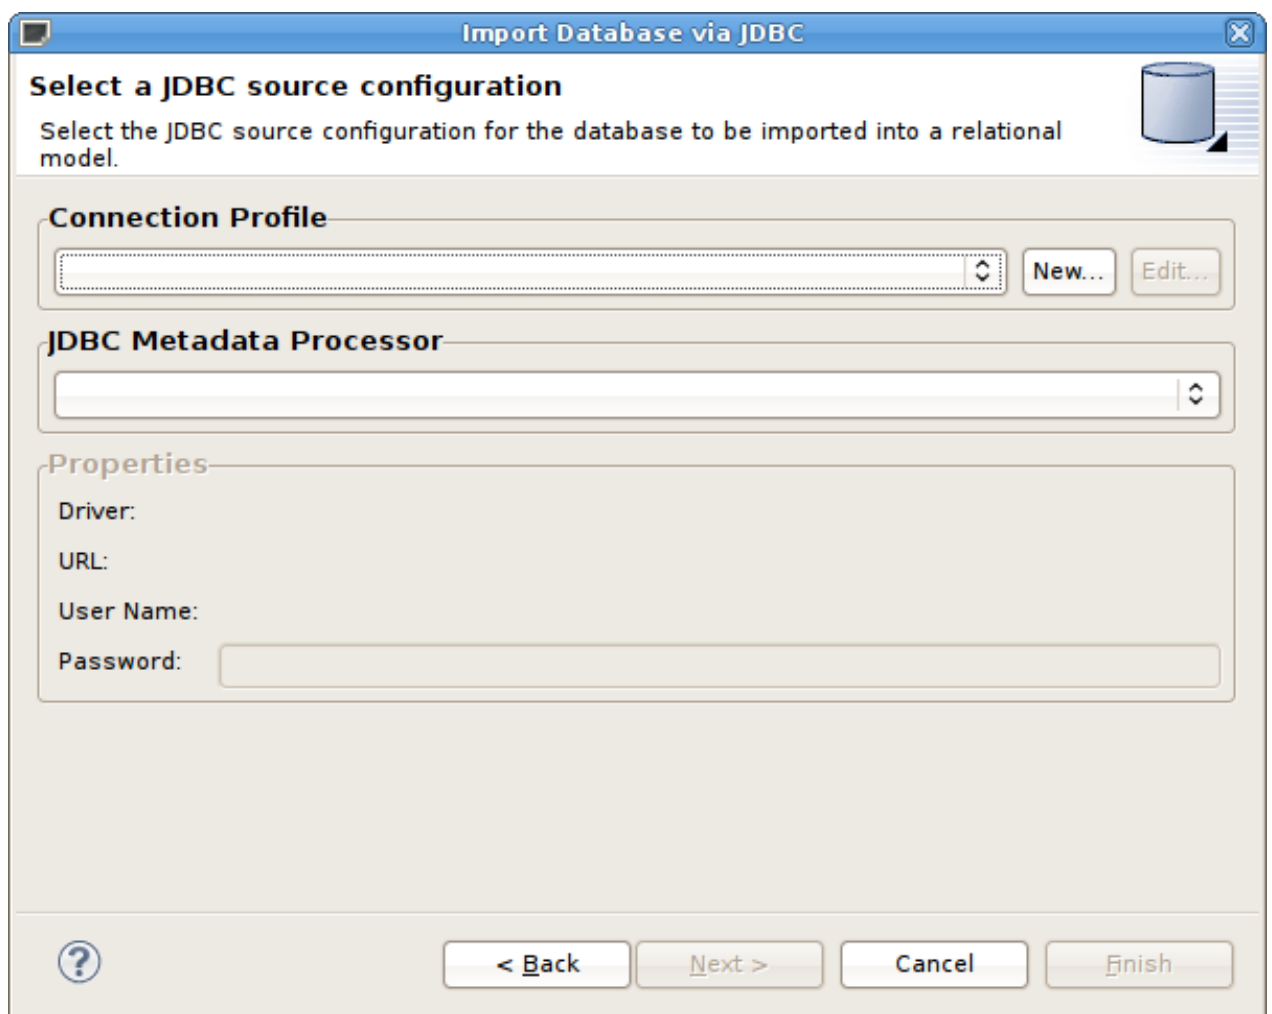 Import Database via JDBC
Select a JDBC source configuration
Select the JDBC source configuration for the database to be imported into a relational
model.
Connection Profile
New...
Edit...
JDBC Metadata Processor
Properties
Driver:
URL:
User Name:
Password:
?
< Back
Next >
Cancel
Finish